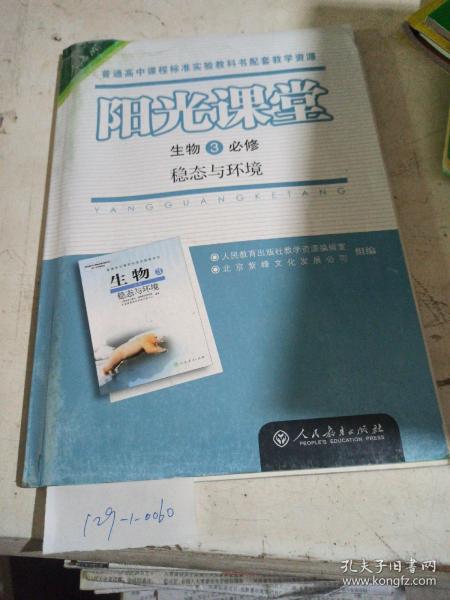 普通高中课程标准实验教科书配套教学资源
阳光课堂
生物 3 必修
稳态与环境
YANGGUANGKETANG
人民教育出版社教学资源编辑室
北京紫峰文化发展公司
组编
生物 3
稳态与环境
人民教育出版社
PEOPLE'S EDUCATION PRESS
129-1-0060
孔夫子旧书网
www.kongfz.com